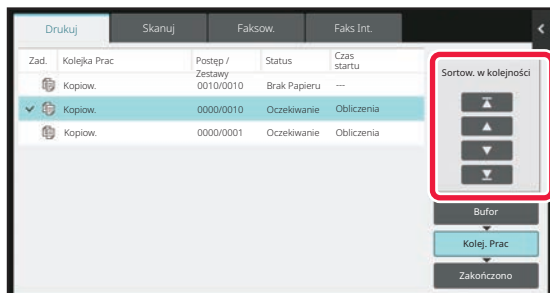 Drukuj Skanuj Faksow. Faks Int.
Zad. Kolejka Prac Postęp / Zestawy Status Czas startu
Kopiow. 0010/0010 Brak Papieru ---
Kopiow. 0000/0010 Oczekiwanie Obliczenia
Kopiow. 0000/0001 Oczekiwanie Obliczenia
Sortow. w kolejności
Bufor
Kolej. Prac
Zakończono